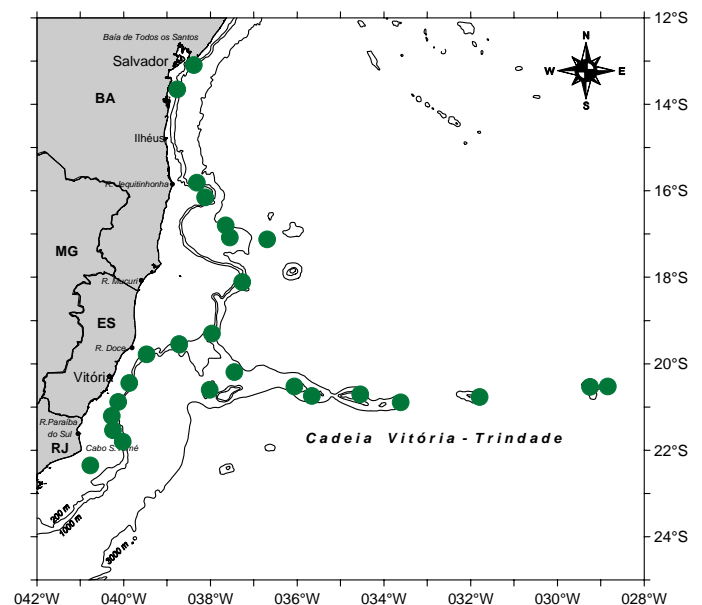 12°S
Baía de Todos os Santos
Salvador
N
W
E
S
BA
14°S
Ilhéus
R. Jequitinhonha
16°S
MG
R. Mucuri
18°S
ES
R. Doce
20°S
Vitória
R.Paraíba
do Sul
RJ
Cabo S. Tomé
Cadeia Vitória - Trindade
22°S
200 m
1000 m
3000 m
24°S
042°W
040°W
038°W
036°W
034°W
032°W
030°W
028°W